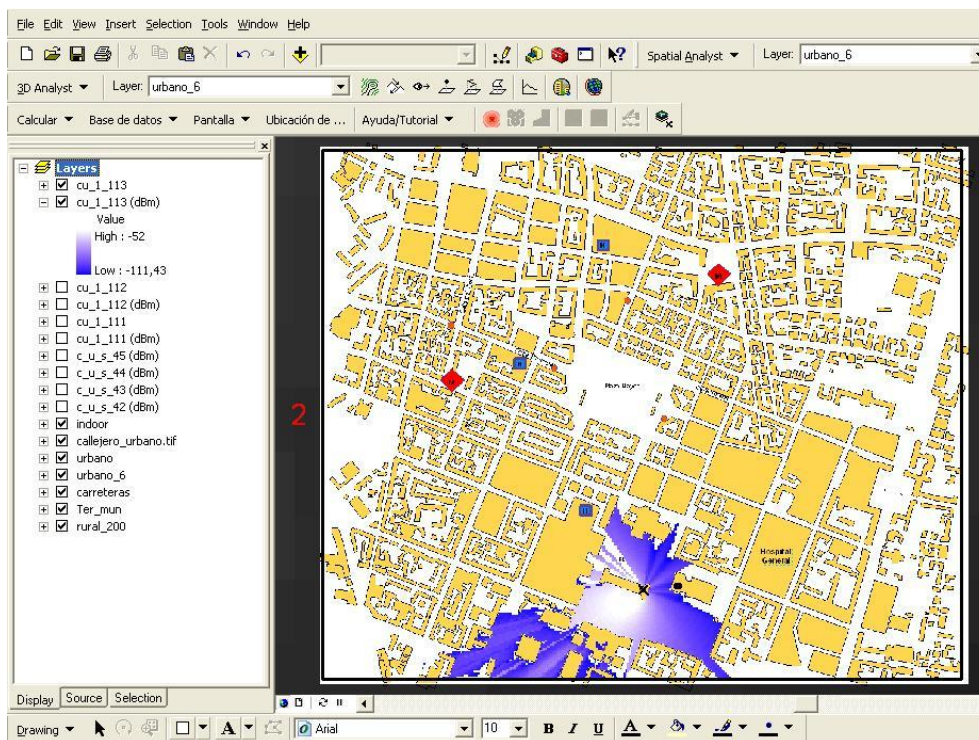 File Edit View Insert Selection Tools Window Help
Spatial Analyst Layer: urbano_6
3D Analyst Layer: urbano_6
Calcular Base de datos Pantalla Ubicación de ... Ayuda/Tutorial
Layers
cu_1_113
cu_1_113 (dBm)
Value
High : -52
Low : -111,43
cu_1_112
cu_1_112 (dBm)
cu_1_111
cu_1_111 (dBm)
c_u_s_45 (dBm)
c_u_s_44 (dBm)
c_u_s_43 (dBm)
c_u_s_42 (dBm)
indoor
callejero_urbano.tif
urbano
urbano_6
carreteras
Ter_mun
rural_200
2
Hospital
General
Display Source Selection
Drawing A Arial 10 B I U A